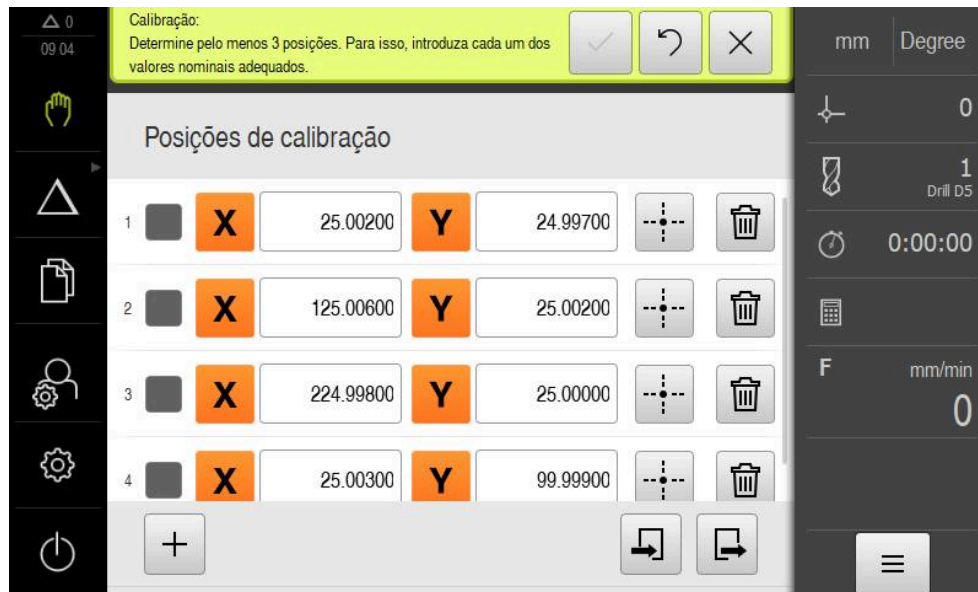 0
09 04
Calibração:
Determine pelo menos 3 posições. Para isso, introduza cada um dos
valores nominais adequados.
mm Degree
Posições de calibração
1 X 25.00200 Y 24.99700
2 X 125.00600 Y 25.00200
3 X 224.99800 Y 25.00000
4 X 25.00300 Y 99.99900
0
1
Drill D5
0:00:00
F mm/min
0